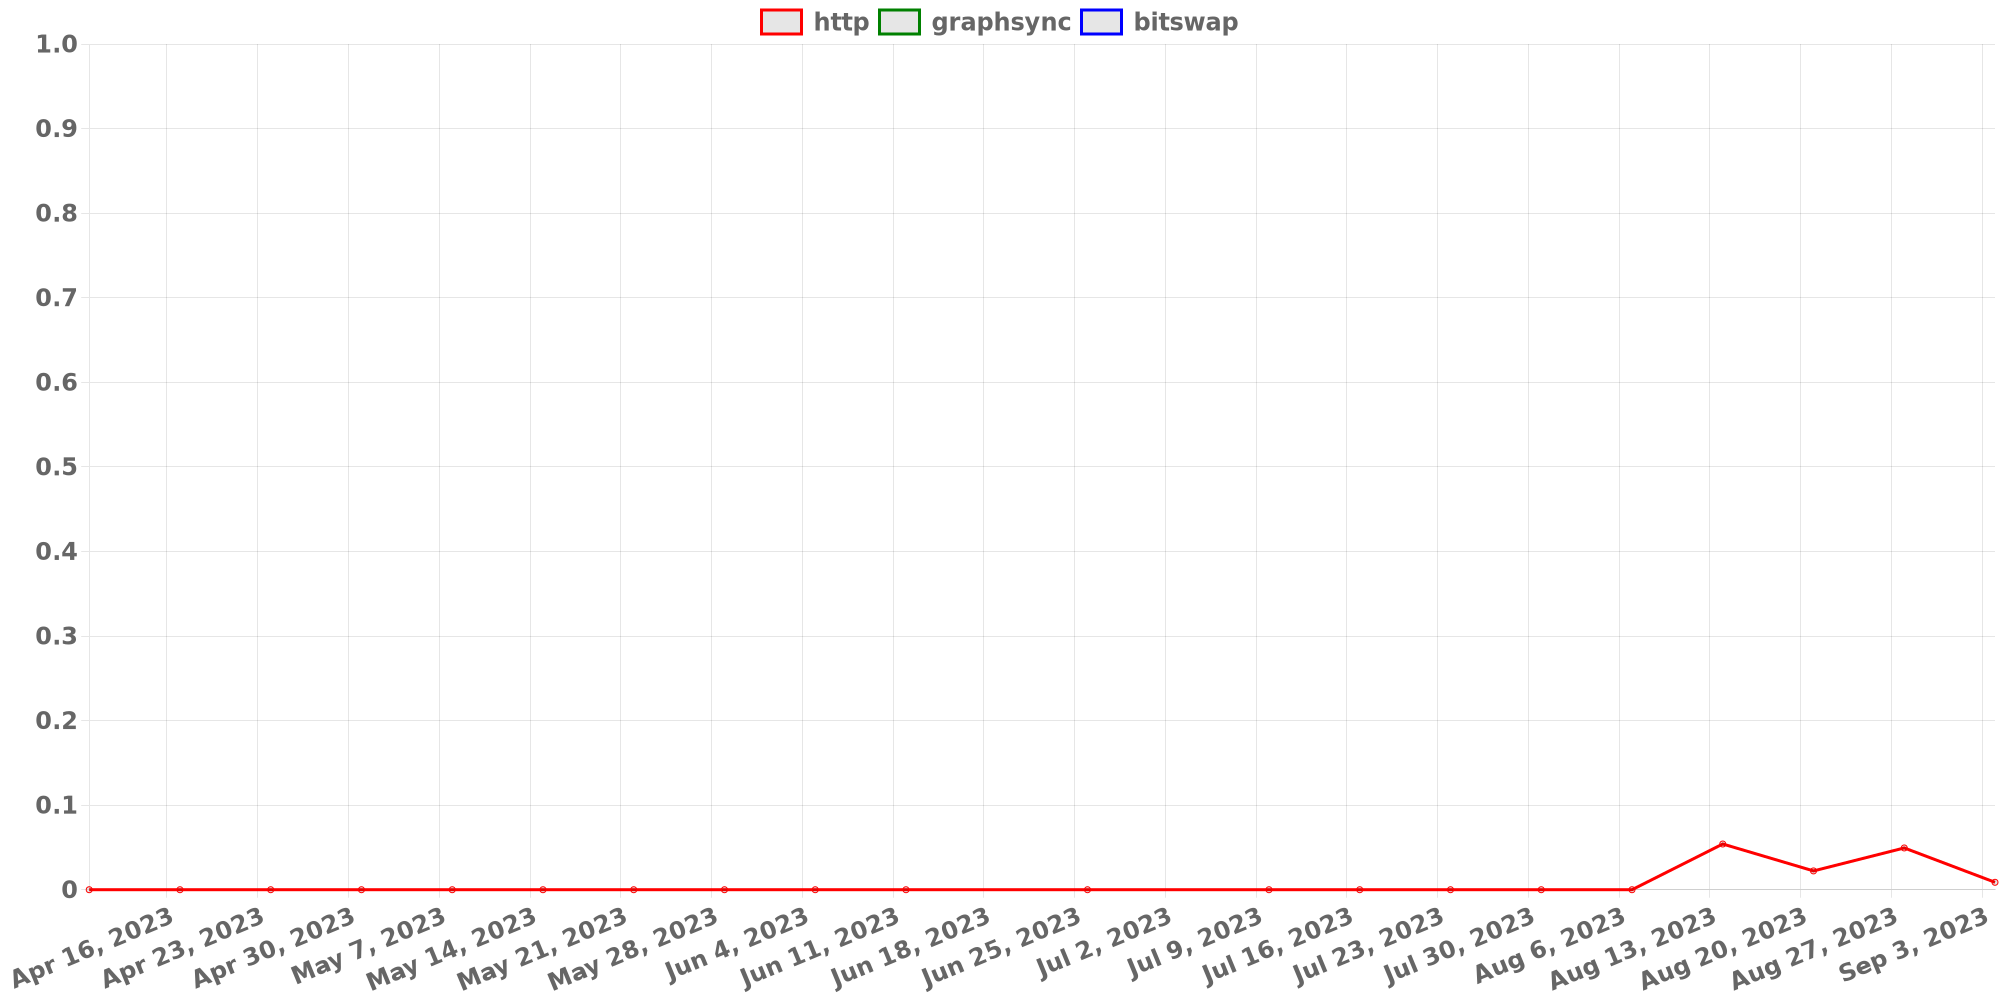 http graphsync bitswap
1.0
0.9
0.8
0.7
0.6
0.5
0.4
0.3
0.2
0.1
0
Apr 16, 2023
Apr 23, 2023
Apr 30, 2023
May 7, 2023
May 14, 2023
May 21, 2023
May 28, 2023
Jun 4, 2023
Jun 11, 2023
Jun 18, 2023
Jun 25, 2023
Jul 2, 2023
Jul 9, 2023
Jul 16, 2023
Jul 23, 2023
Jul 30, 2023
Aug 6, 2023
Aug 13, 2023
Aug 20, 2023
Aug 27, 2023
Sep 3, 2023